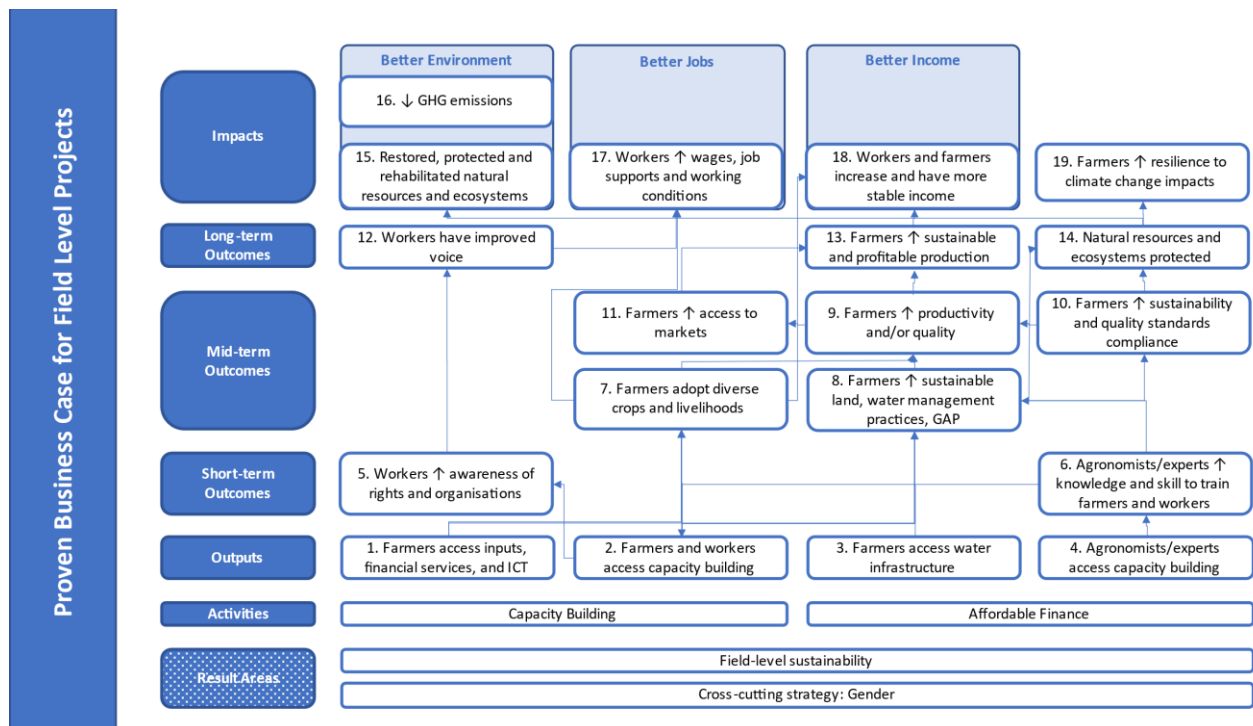 Proven Business Case for Field Level Projects
Better Environment
Better Jobs
Better Income
Impacts
16. ↓ GHG emissions
15. Restored, protected and
rehabilitated natural
resources and ecosystems
17. Workers ↑ wages, job
supports and working
conditions
18. Workers and farmers
increase and have more
stable income
19. Farmers ↑ resilience to
climate change impacts
Long-term
Outcomes
12. Workers have improved
voice
13. Farmers ↑ sustainable
and profitable production
14. Natural resources and
ecosystems protected
Mid-term
Outcomes
11. Farmers ↑ access to
markets
9. Farmers ↑ productivity
and/or quality
10. Farmers ↑ sustainability
and quality standards
compliance
7. Farmers adopt diverse
crops and livelihoods
8. Farmers ↑ sustainable
land, water management
practices, GAP
Short-term
Outcomes
5. Workers ↑ awareness of
rights and organisations
6. Agronomists/experts ↑
knowledge and skill to train
farmers and workers
Outputs
1. Farmers access inputs,
financial services, and ICT
2. Farmers and workers
access capacity building
3. Farmers access water
infrastructure
4. Agronomists/experts
access capacity building
Activities
Capacity Building
Affordable Finance
Result Areas
Field-level sustainability
Cross-cutting strategy: Gender